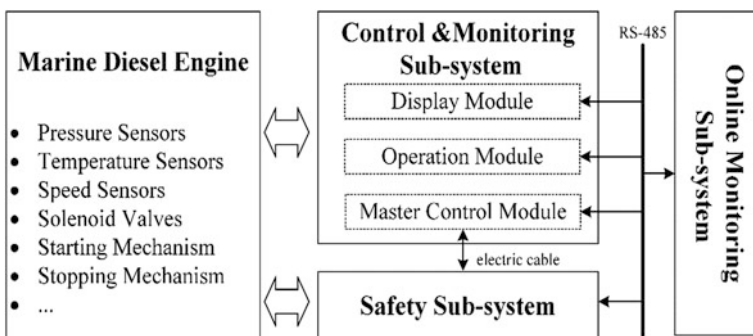 Marine Diesel Engine
• Pressure Sensors
• Temperature Sensors
• Speed Sensors
• Solenoid Valves
• Starting Mechanism
• Stopping Mechanism
• ...
Control &Monitoring
Sub-system
Display Module
Operation Module
Master Control Module
electric cable
Safety Sub-system
RS-485
Online Monitoring
Sub-system